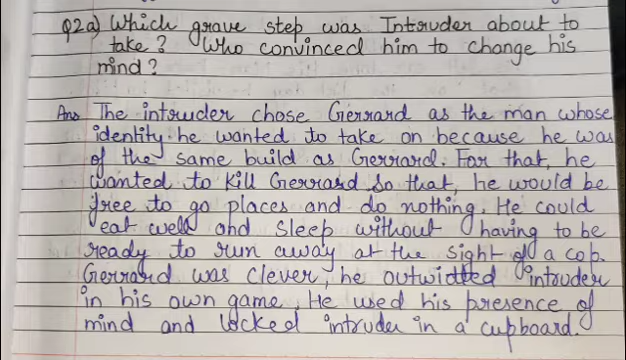 Q2a) Which grave step was Intruder about to
take? Who convinced him to change his
mind?
Ans The intruder chose Gerrard as the man whose
identity he wanted to take on because he was
of the same build as Gerrard. For that, he
wanted to kill Gerrard so that, he would be
free to go places and do nothing. He could
eat well and sleep without having to be
ready to run away at the sight of a cop.
Gerrard was clever, he outwitted intruder
in his own game. He used his presence of
mind and locked intruder in a cupboard.